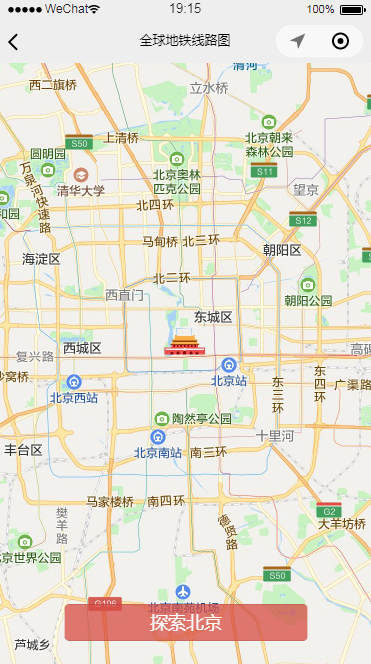 WeChat
19:15
100%
全球地铁线路图
清河
西二旗桥
立水桥
S50
上清桥
北京朝来
森林公园
圆明园
万泉河快速路
清华大学
北京奥林
匹克公园
S11
望京
和园
北四环
S12
马甸桥
北三环
朝阳区
海淀区
北二环
西直门
朝阳公园
东城区
西城区
复兴路
高碑
沙窝桥
北京西站
北京站
东三环
东四环
广渠路
陶然亭公园
十里河
北京南站
南三环
丰台区
马家楼桥
南四环
樊羊路
德贤路
G2
大羊坊桥
北京世界公园
S50
北京南苑机场
G106
探索北京
芦城乡